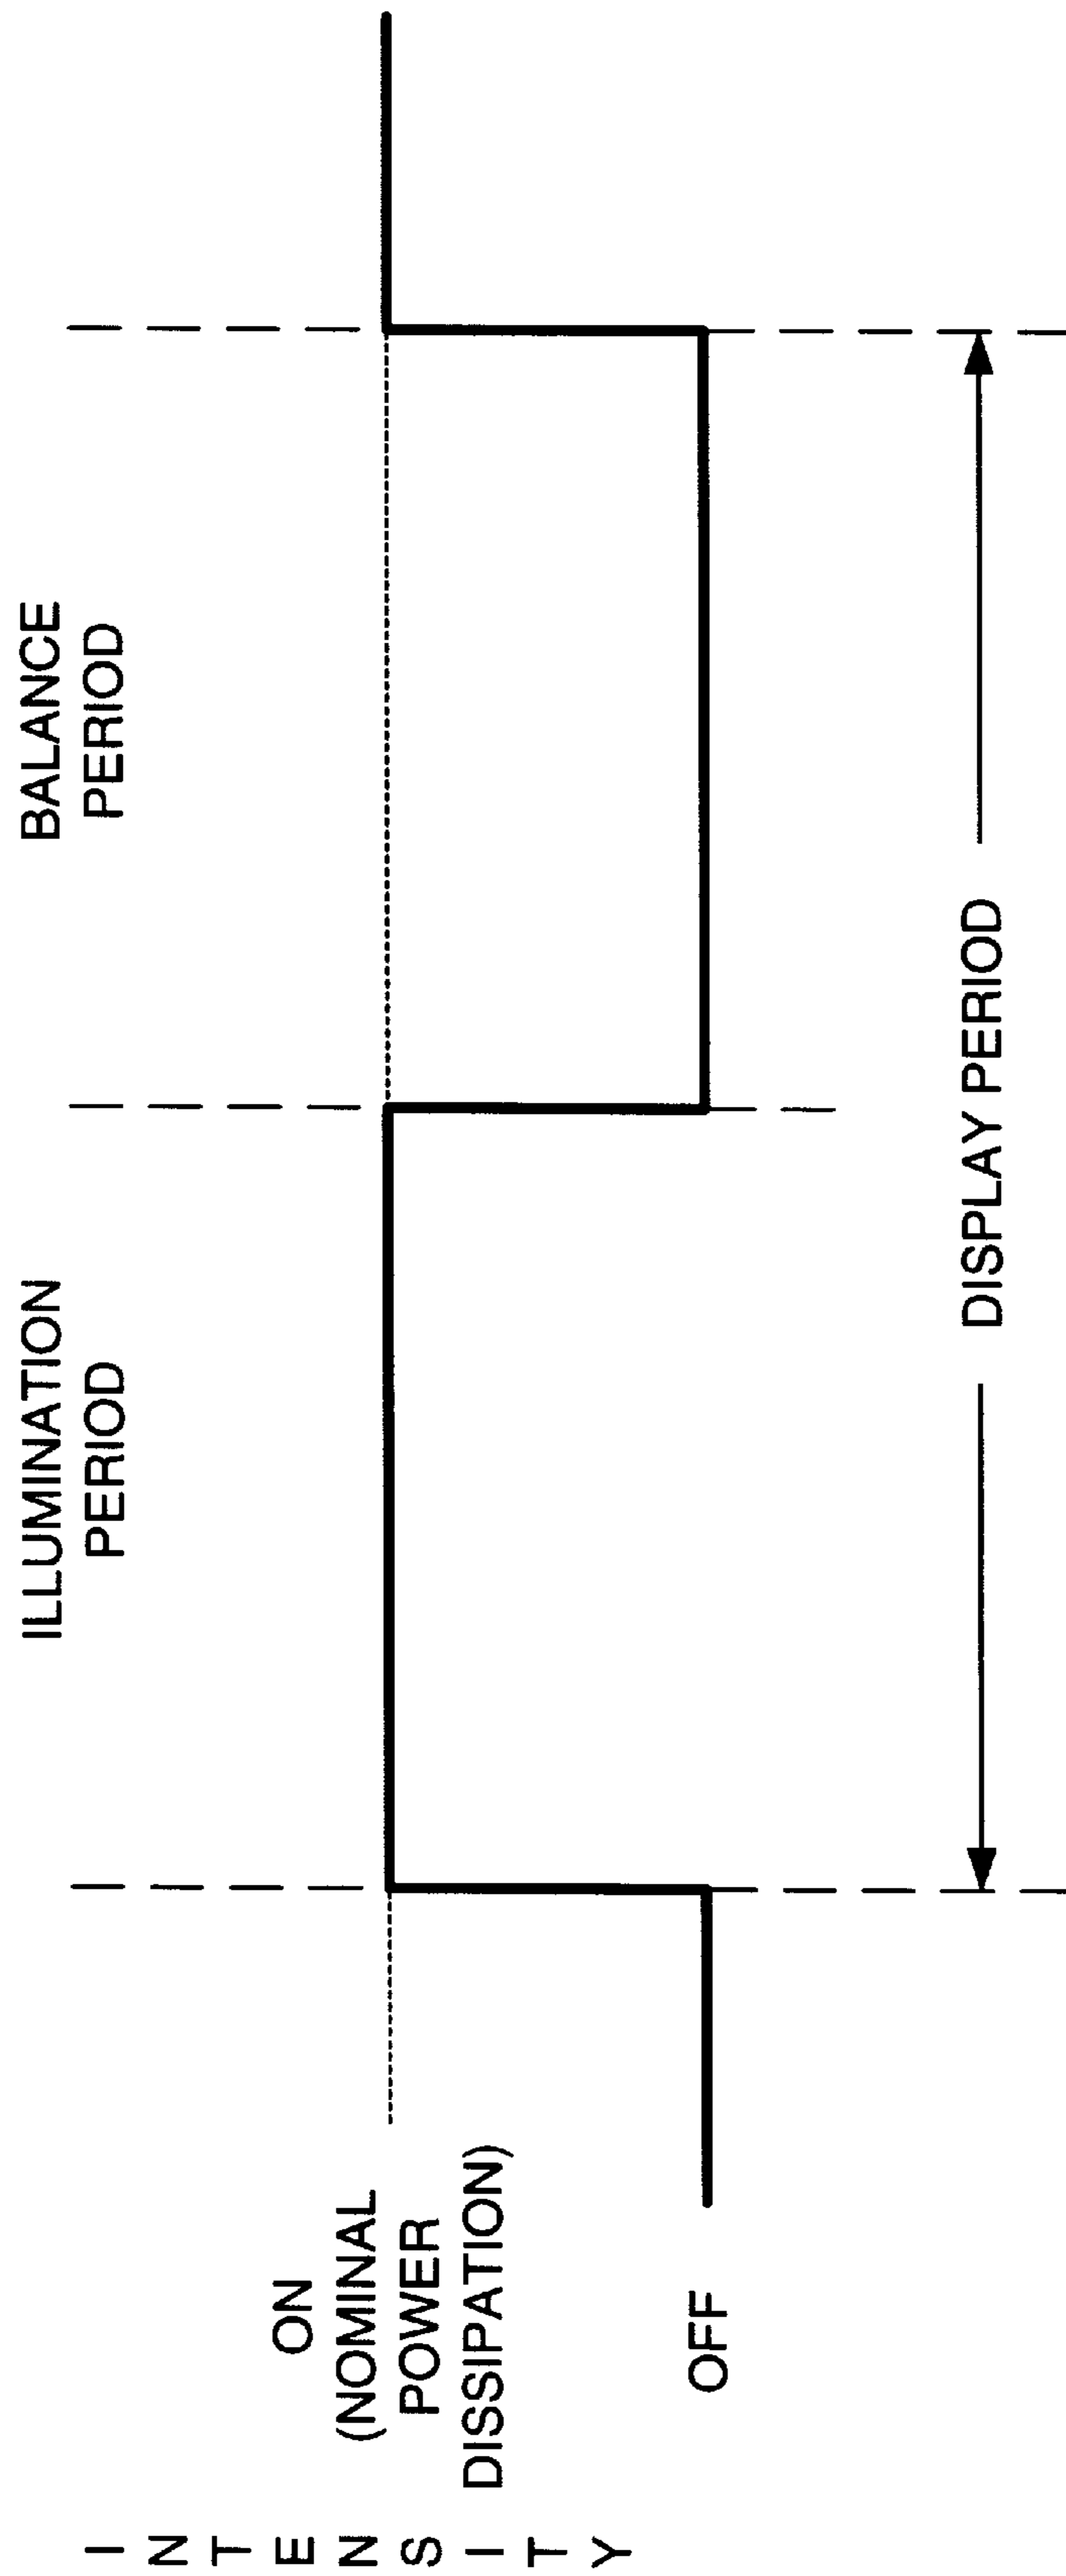 ILLUMINATION
PERIOD
BALANCE
PERIOD
INTENSITY
ON
(NOMINAL
POWER
DISSIPATION)
OFF
DISPLAY PERIOD